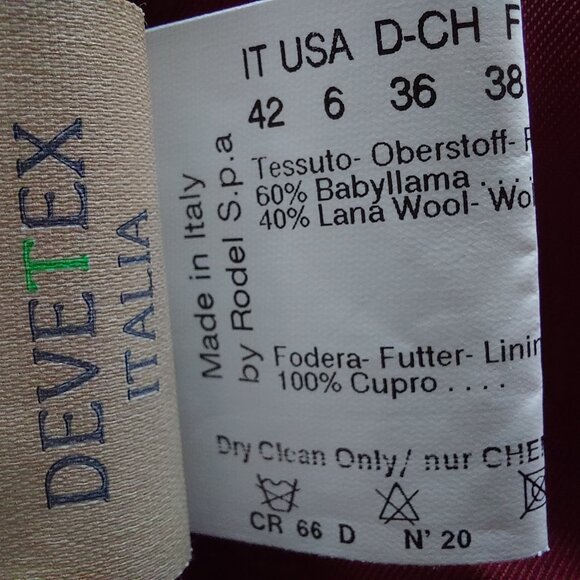 DEVETEX
ITALIA
IT USA D-CH F
42 6 36 38
Made in Italy
by Rodel S.p.a
Tessuto- Oberstoff-
60% Babyllama . . . .
40% Lana Wool- Wo
Fodera- Futter- Linin
100% Cupro . . . .
Dry Clean Only/ nur CHE
CR 66 D N' 20